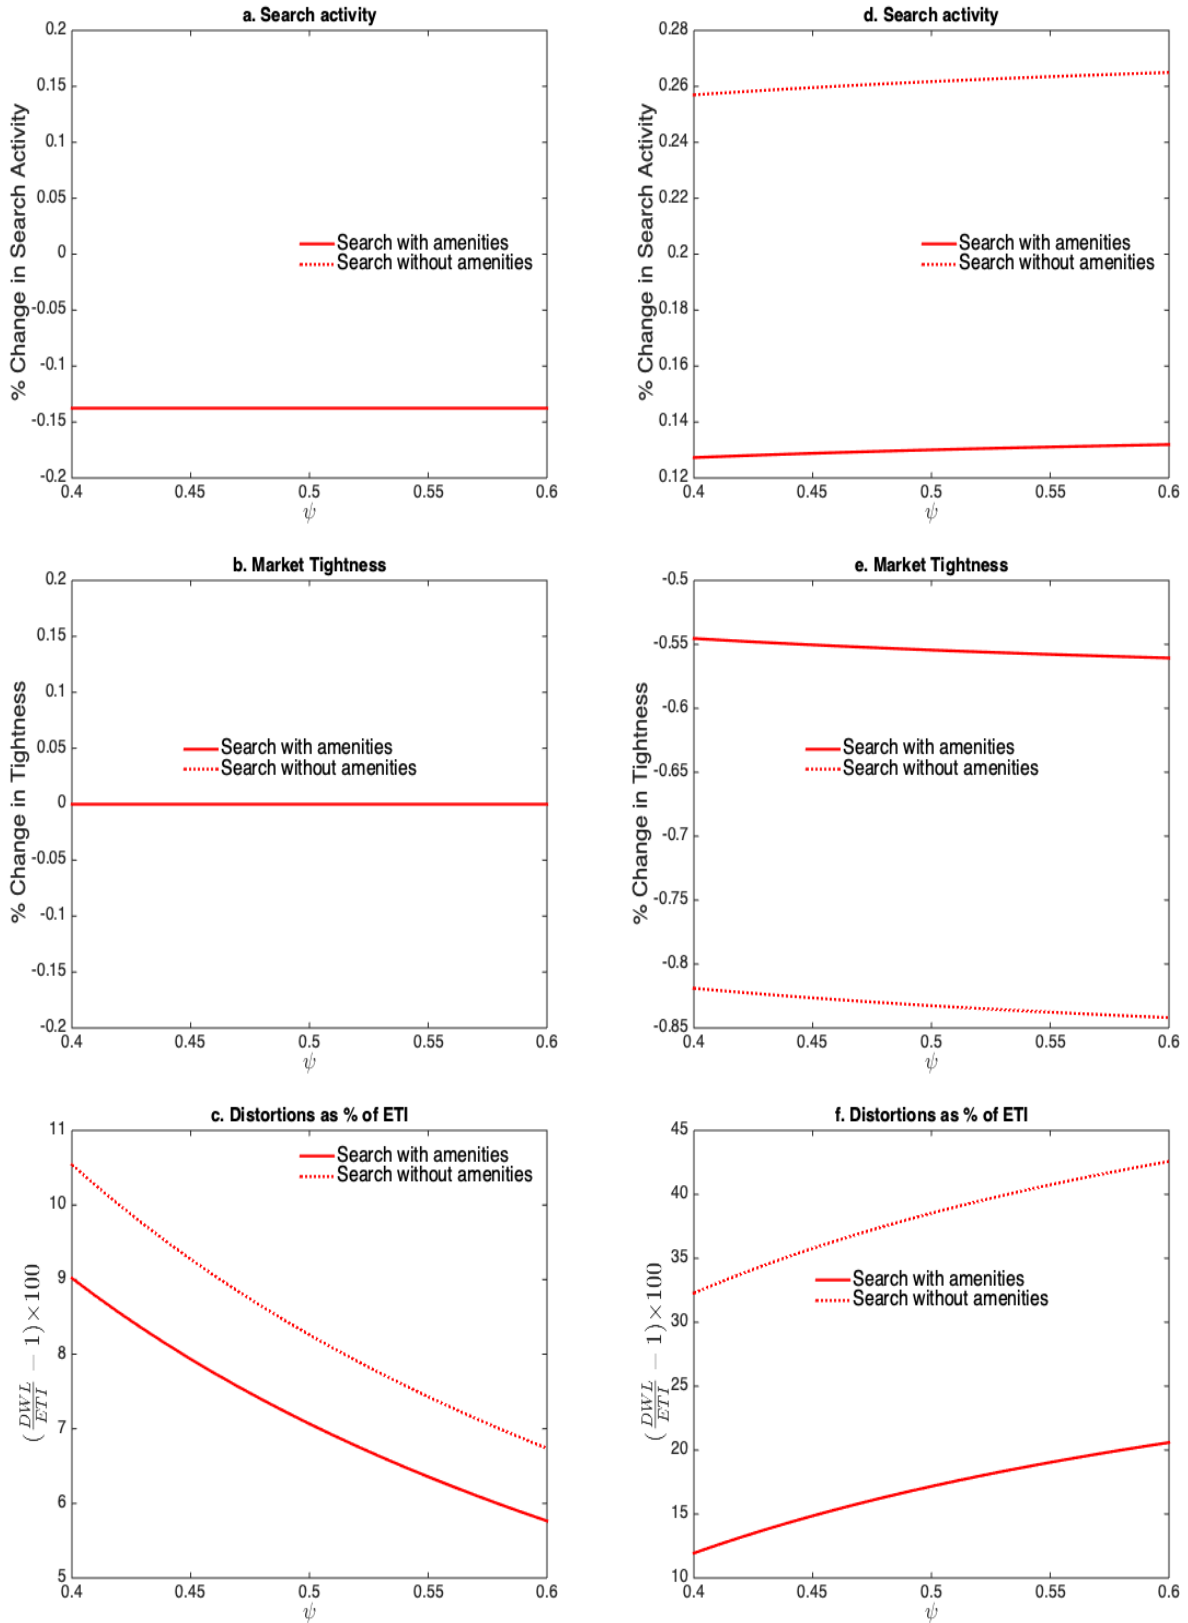 a. Search activity
% Change in Search Activity
0.2
0.15
0.1
0.05
0
-0.05
-0.1
-0.15
-0.2
Search with amenities
Search without amenities
0.4 0.45 0.5 0.55 0.6
ψ
d. Search activity
% Change in Search Activity
0.28
0.26
0.24
0.22
0.2
0.18
0.16
0.14
0.12
Search with amenities
Search without amenities
0.4 0.45 0.5 0.55 0.6
ψ
b. Market Tightness
% Change in Tightness
0.2
0.15
0.1
0.05
0
-0.05
-0.1
-0.15
-0.2
Search with amenities
Search without amenities
0.4 0.45 0.5 0.55 0.6
ψ
e. Market Tightness
% Change in Tightness
-0.5
-0.55
-0.6
-0.65
-0.7
-0.75
-0.8
-0.85
Search with amenities
Search without amenities
0.4 0.45 0.5 0.55 0.6
ψ
c. Distortions as % of ETI
(DWL/ETI − 1)×100
11
10
9
8
7
6
5
Search with amenities
Search without amenities
0.4 0.45 0.5 0.55 0.6
ψ
f. Distortions as % of ETI
(DWL/ETI − 1)×100
45
40
35
30
25
20
15
10
Search with amenities
Search without amenities
0.4 0.45 0.5 0.55 0.6
ψ